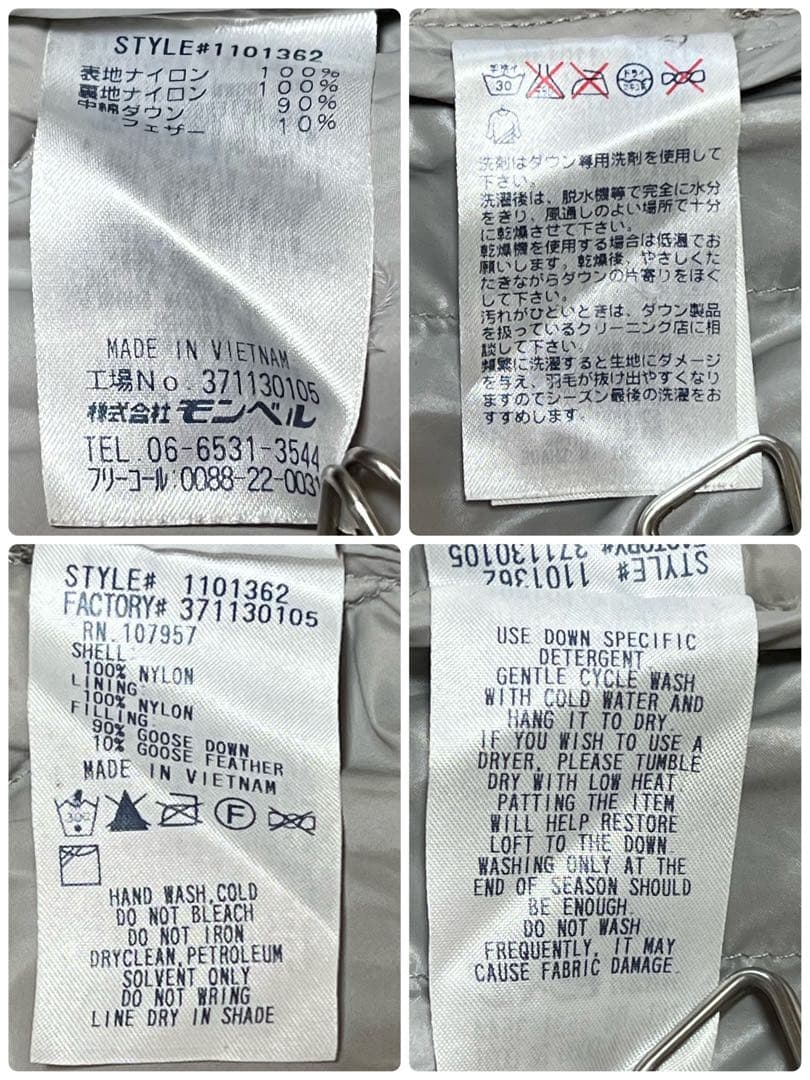 STYLE#1101362
表地ナイロン 100%
裏地ナイロン 100%
中綿ダウン 90%
フェザー 10%
MADE IN VIETNAM
工場No. 371130105
株式会社 モンベル
TEL. 06-6531-3544
フリーコール:0088-22-0031
手洗イ
30
ドライ
洗剤はダウン専用洗剤を使用して
下さい。
洗濯後は、脱水機等で完全に水分
をきり、風通しのよい場所で十分
に乾燥させて下さい。
乾燥機を使用する場合は低温でお
願いします。乾燥後、やさしくた
たきながらダウンの片寄りをほぐ
して下さい。
汚れがひどいときは、ダウン製品
を扱っているクリーニング店に相
談して下さい。
頻繁に洗濯すると生地にダメージ
を与え、羽毛が抜け出やすくなり
ますのでシーズン最後の洗濯をお
すすめします。
STYLE# 1101362
FACTORY# 371130105
RN. 107957
SHELL:
100% NYLON
LINING:
100% NYLON
FILLING:
90% GOOSE DOWN
10% GOOSE FEATHER
MADE IN VIETNAM
30C
F
HAND WASH,COLD
DO NOT BLEACH
DO NOT IRON
DRYCLEAN,PETROLEUM
SOLVENT ONLY
DO NOT WRING
LINE DRY IN SHADE
STYLE# 1101362
FACTORY# 371130105
USE DOWN SPECIFIC
DETERGENT.
GENTLE CYCLE WASH
WITH COLD WATER AND
HANG IT TO DRY.
IF YOU WISH TO USE A
DRYER, PLEASE TUMBLE
DRY WITH LOW HEAT.
PATTING THE ITEM
WILL HELP RESTORE
LOFT TO THE DOWN.
WASHING ONLY AT THE
END OF SEASON SHOULD
BE ENOUGH.
DO NOT WASH
FREQUENTLY, IT MAY
CAUSE FABRIC DAMAGE.